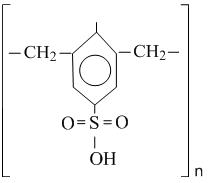 –CH₂– –CH₂–
O=S=O
OH
n